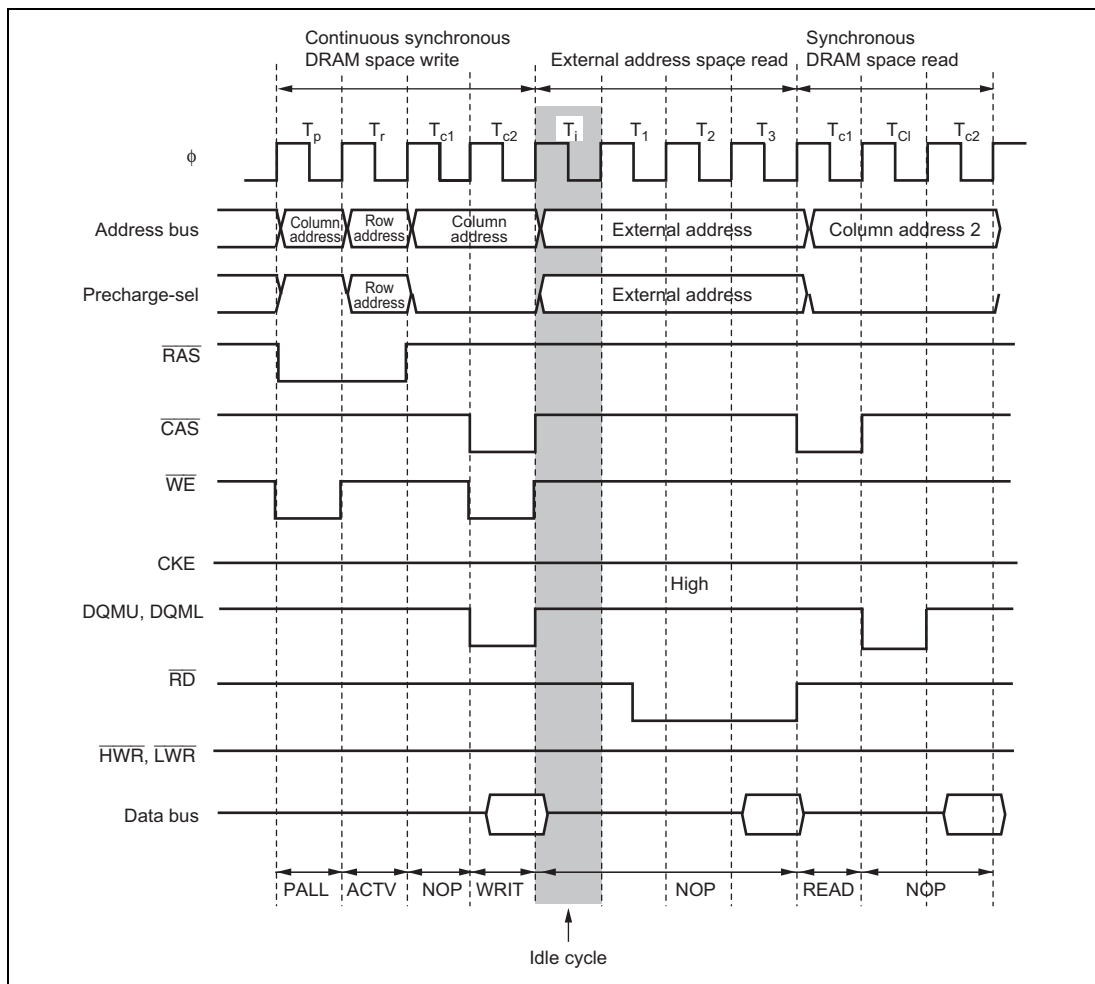 Continuous synchronous
DRAM space write
External address space read
Synchronous
DRAM space read
Tp Tr Tc1 Tc2 Ti T1 T2 T3 Tc1 TCl Tc2
ϕ
Address bus
Column
address
Row
address
Column
address
External address
Column address 2
Precharge-sel
Row
address
External address
RAS
CAS
WE
CKE
High
DQMU, DQML
RD
HWR, LWR
Data bus
PALL ACTV NOP WRIT NOP READ NOP
Idle cycle